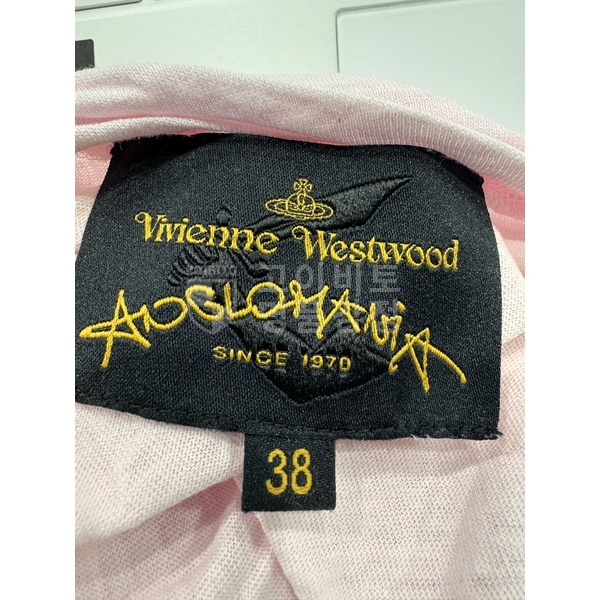 Vivienne Westwood
ANGLOMANiA
SINCE 1970
38